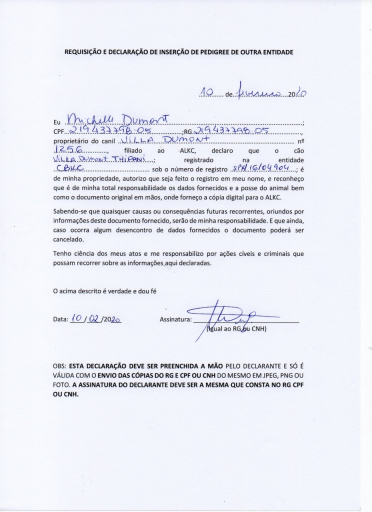 REQUISIÇÃO E DECLARAÇÃO DE INSERÇÃO DE PEDIGREE DE OUTRA ENTIDADE
10 de fevereiro 2020
Eu Michelle Dumont
CPF 219437798-05 RG 219437798 05
proprietário do canil VILLA DUMONT nº
1256, filiado ao ALKC, declaro que o cão
VILLA DUMONT; registrado na entidade
CBKC sob o número de registro; é
de minha propriedade, autorizo que seja feito o registro em meu nome, e reconheço
que é de minha total responsabilidade os dados fornecidos e a posse do animal bem
como o documento original em mãos, onde forneço a cópia digital para o ALKC.
Sabendo-se que quaisquer causas ou consequências futuras recorrentes, oriundos por
informações deste documento fornecido, serão de minha responsabilidade. E que ainda,
caso ocorra algum desencontro de dados fornecidos o documento poderá ser
cancelado.
Tenho ciência dos meus atos e me responsabilizo por ações cíveis e criminais que
possam recorrer sobre as informações aqui declaradas.
O acima descrito é verdade e dou fé
Data: 10/02/2020 Assinatura:
(Igual ao RG ou CNH)
OBS: ESTA DECLARAÇÃO DEVE SER PREENCHIDA A MÃO PELO DECLARANTE E SÓ É
VÁLIDA COM O ENVIO DAS CÓPIAS DO RG E CPF OU CNH DO MESMO EM JPEG, PNG OU
FOTO. A ASSINATURA DO DECLARANTE DEVE SER A MESMA QUE CONSTA NO RG CPF
OU CNH.